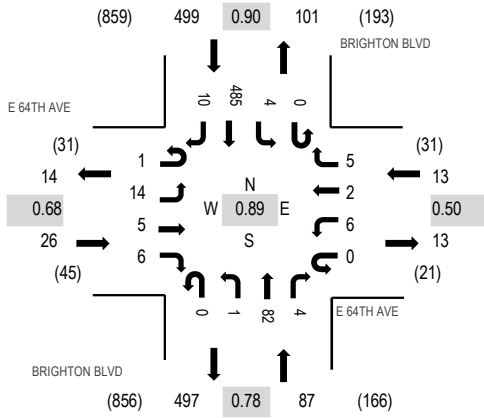 (859) 499 0.90 101 (193)
BRIGHTON BLVD
E 64TH AVE
10 485 4 0
(31) (31)
14 1 5 13
14 N 2
0.68 W 0.89 E 0.50
26 5 S 6 13
6 0
(45) (21)
0 1 82 4
E 64TH AVE
BRIGHTON BLVD
(856) 497 0.78 87 (166)